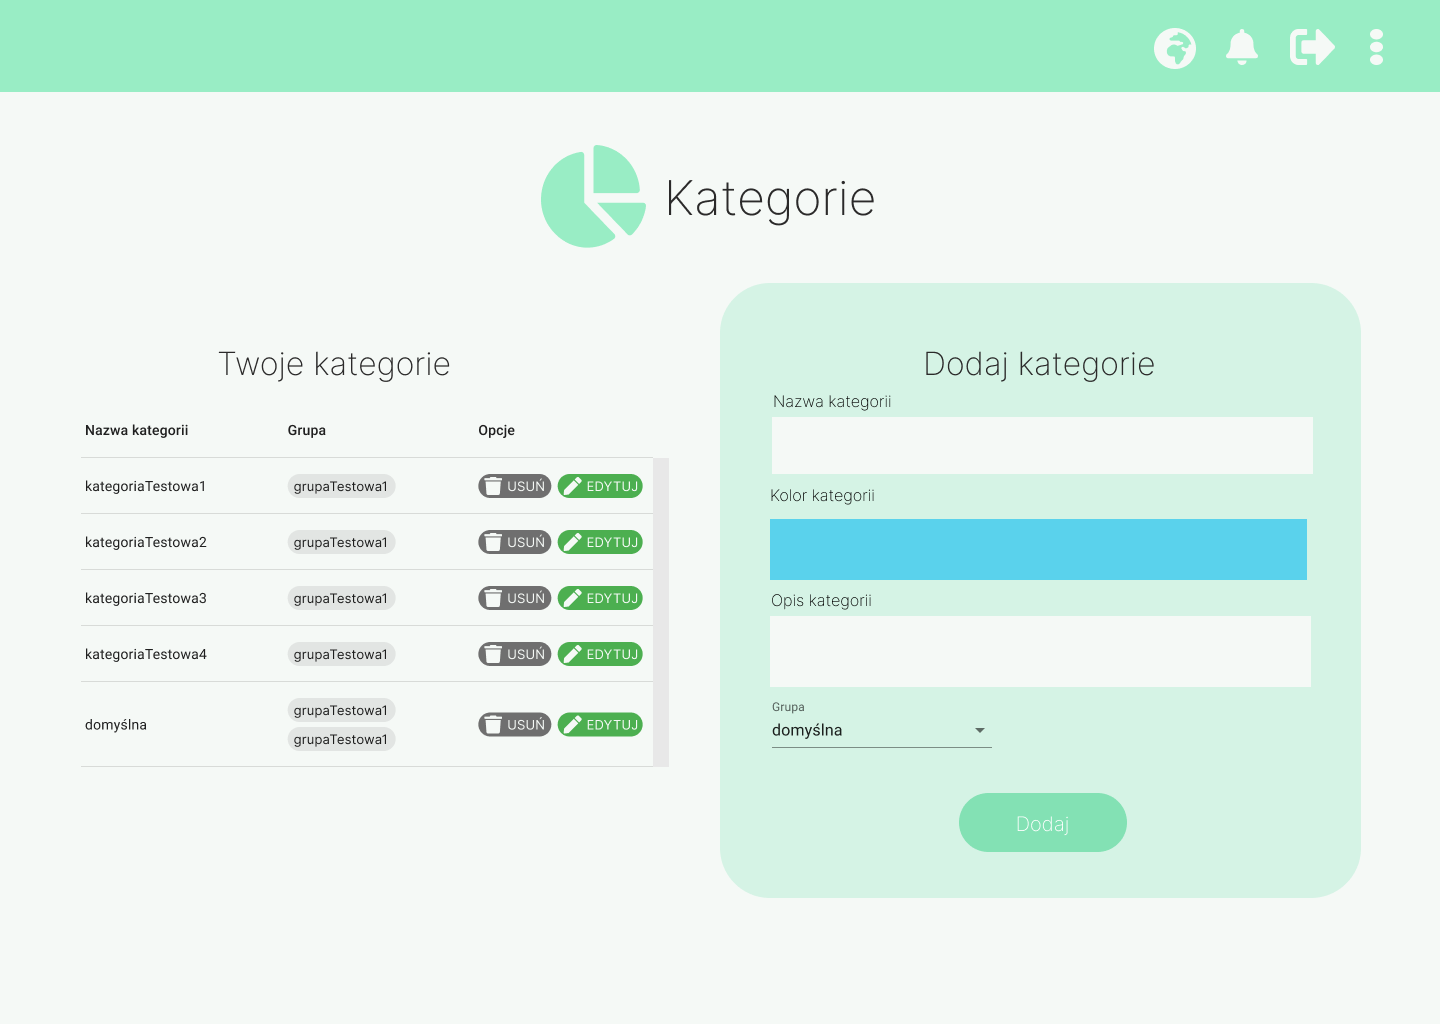 Kategorie
Twoje kategorie
Nazwa kategorii Grupa Opcje
kategoriaTestowa1 grupaTestowa1 USUŃ EDYTUJ
kategoriaTestowa2 grupaTestowa1 USUŃ EDYTUJ
kategoriaTestowa3 grupaTestowa1 USUŃ EDYTUJ
kategoriaTestowa4 grupaTestowa1 USUŃ EDYTUJ
domyślna grupaTestowa1 USUŃ EDYTUJ
grupaTestowa1
Dodaj kategorie
Nazwa kategorii
Kolor kategorii
Opis kategorii
Grupa
domyślna
Dodaj